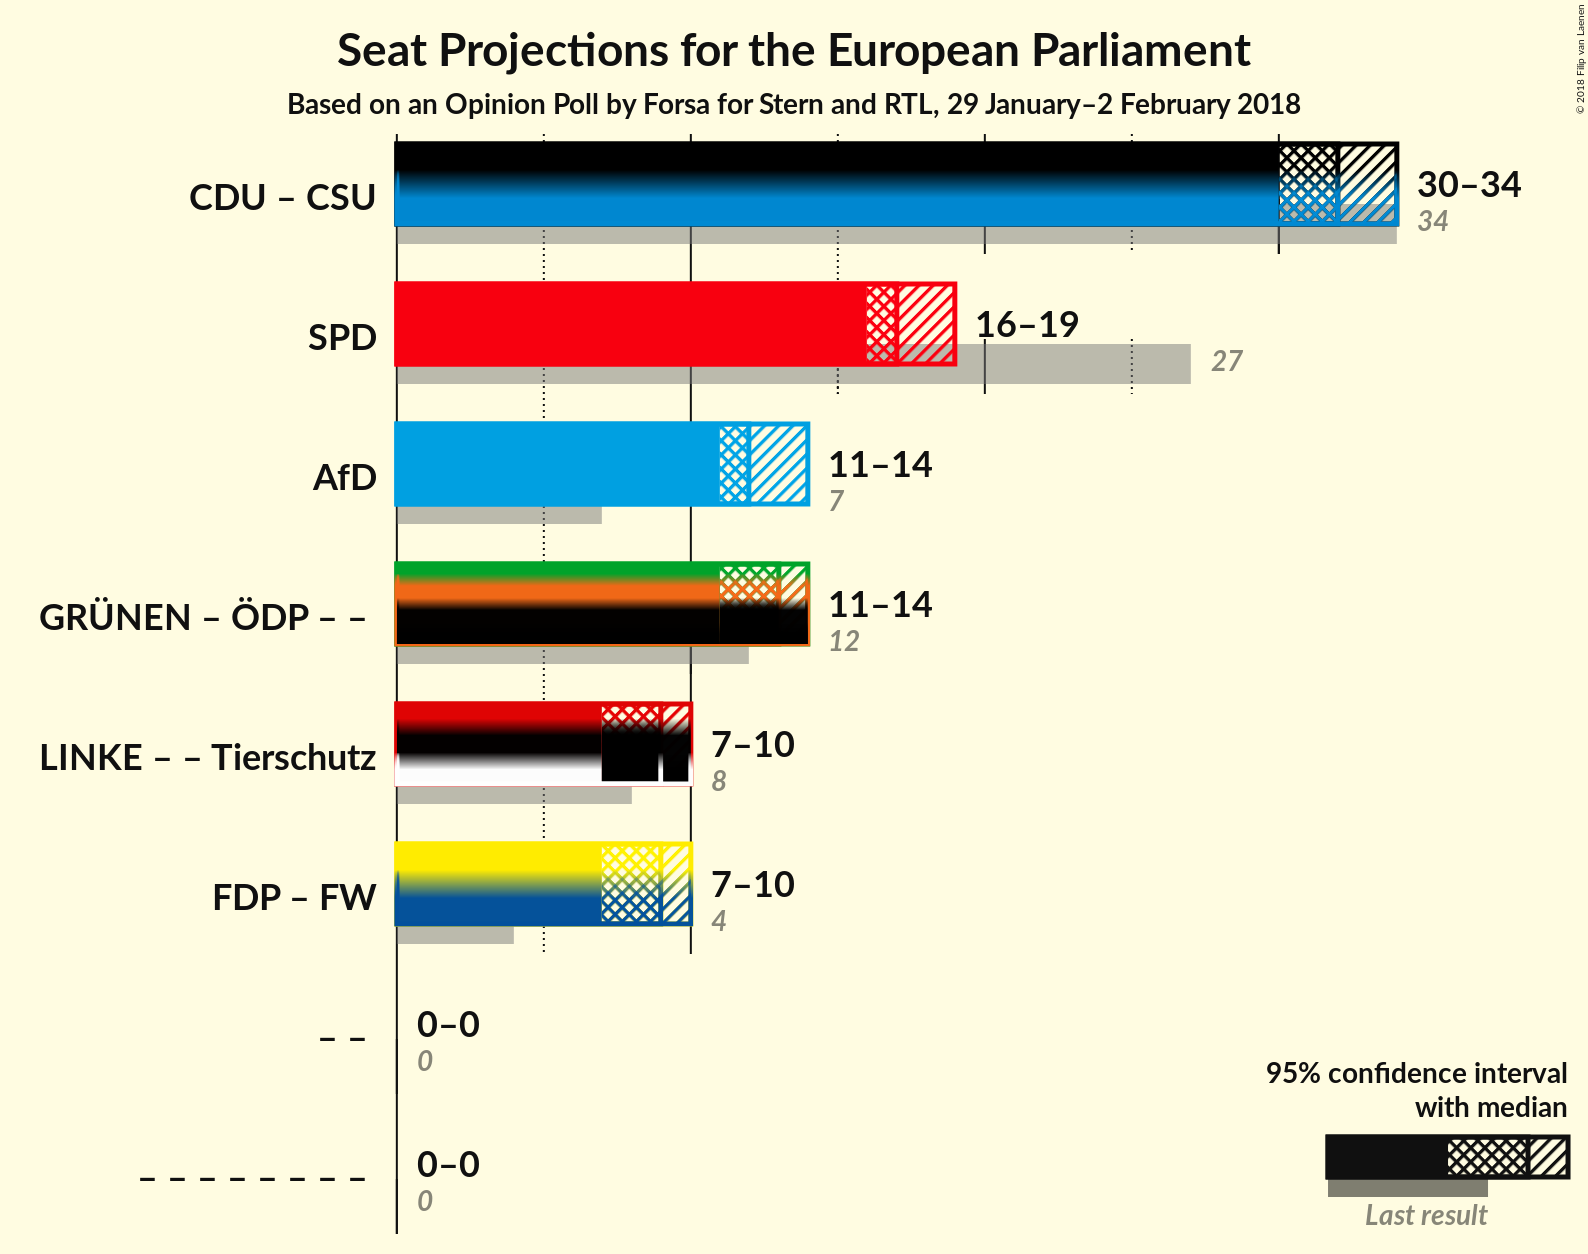 Seat Projections for the European Parliament
Based on an Opinion Poll by Forsa for Stern and RTL, 29 January–2 February 2018
© 2018 Filip van Laenen
CDU – CSU
30–34
34
SPD
16–19
27
AfD
11–14
7
GRÜNEN – ÖDP – –
11–14
12
LINKE – – Tierschutz
7–10
8
FDP – FW
7–10
4
– –
0–0
0
– – – – – – – –
0–0
0
95% confidence interval
with median
Last result